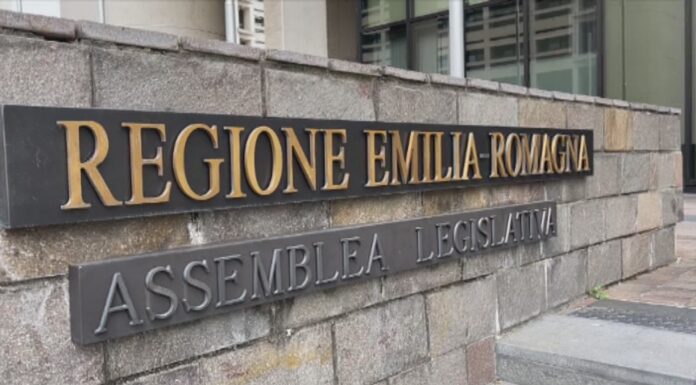 REGIONE EMILIA-ROMAGNA
ASSEMBLEA LEGISLATIVA